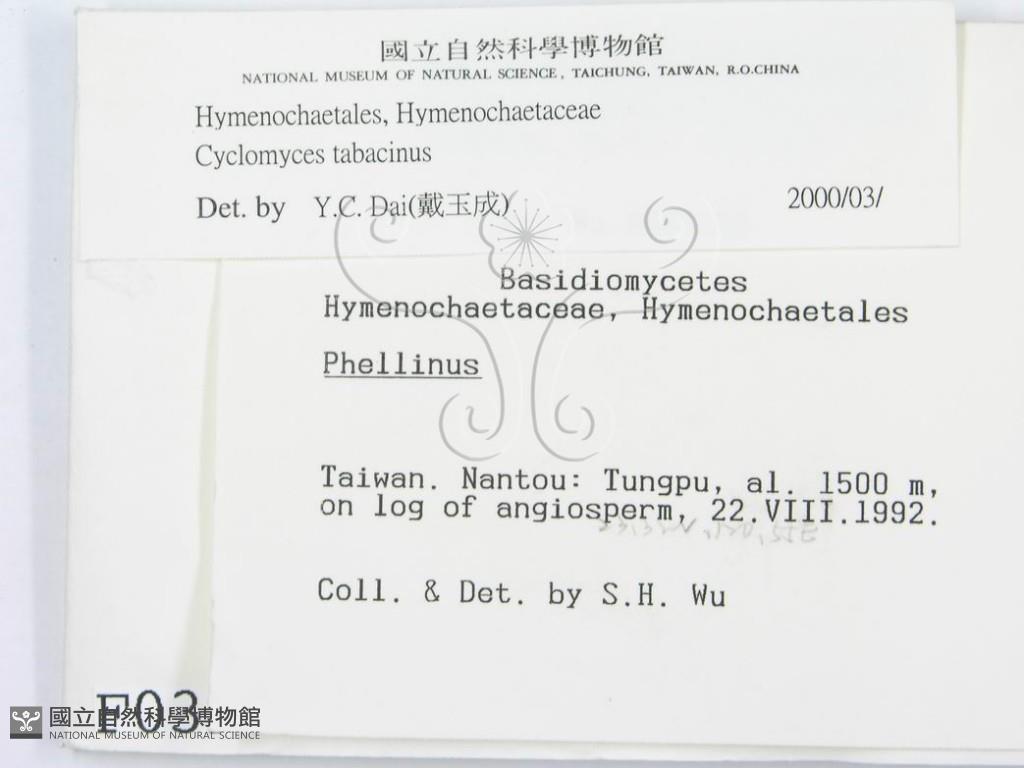 國立自然科學博物館
NATIONAL MUSEUM OF NATURAL SCIENCE, TAICHUNG, TAIWAN, R.O.CHINA
Hymenochaetales, Hymenochaetaceae
Cyclomyces tabacinus
Det. by Y.C. Dai(戴玉成) 2000/03/
Basidiomycetes
Hymenochaetaceae, Hymenochaetales
Phellinus
Taiwan. Nantou: Tungpu, al. 1500 m,
on log of angiosperm, 22.VIII.1992.
Coll. & Det. by S.H. Wu
F03
國立自然科學博物館
NATIONAL MUSEUM OF NATURAL SCIENCE